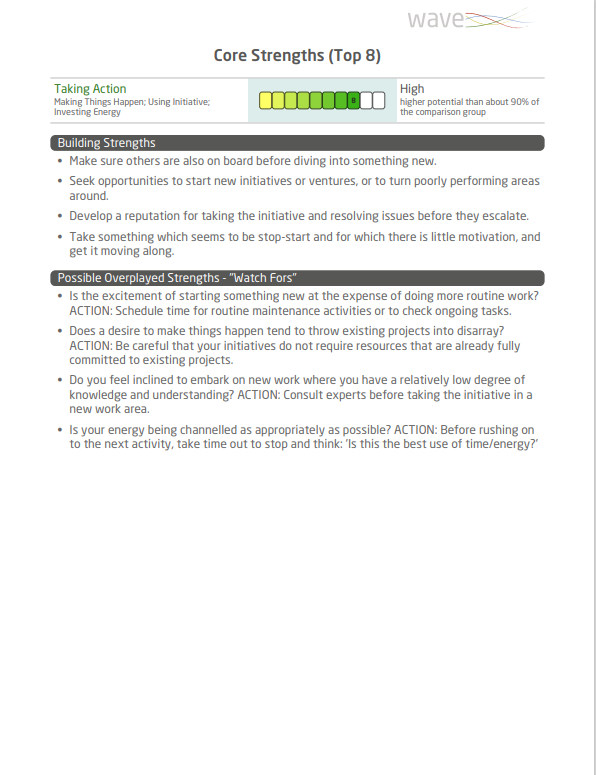 wave
Core Strengths (Top 8)
Taking Action
Making Things Happen; Using Initiative;
Investing Energy
8
High
higher potential than about 90% of
the comparison group
Building Strengths
• Make sure others are also on board before diving into something new.
• Seek opportunities to start new initiatives or ventures, or to turn poorly performing areas
around.
• Develop a reputation for taking the initiative and resolving issues before they escalate.
• Take something which seems to be stop-start and for which there is little motivation, and
get it moving along.
Possible Overplayed Strengths - "Watch Fors"
• Is the excitement of starting something new at the expense of doing more routine work?
ACTION: Schedule time for routine maintenance activities or to check ongoing tasks.
• Does a desire to make things happen tend to throw existing projects into disarray?
ACTION: Be careful that your initiatives do not require resources that are already fully
committed to existing projects.
• Do you feel inclined to embark on new work where you have a relatively low degree of
knowledge and understanding? ACTION: Consult experts before taking the initiative in a
new work area.
• Is your energy being channelled as appropriately as possible? ACTION: Before rushing on
to the next activity, take time out to stop and think: 'Is this the best use of time/energy?'